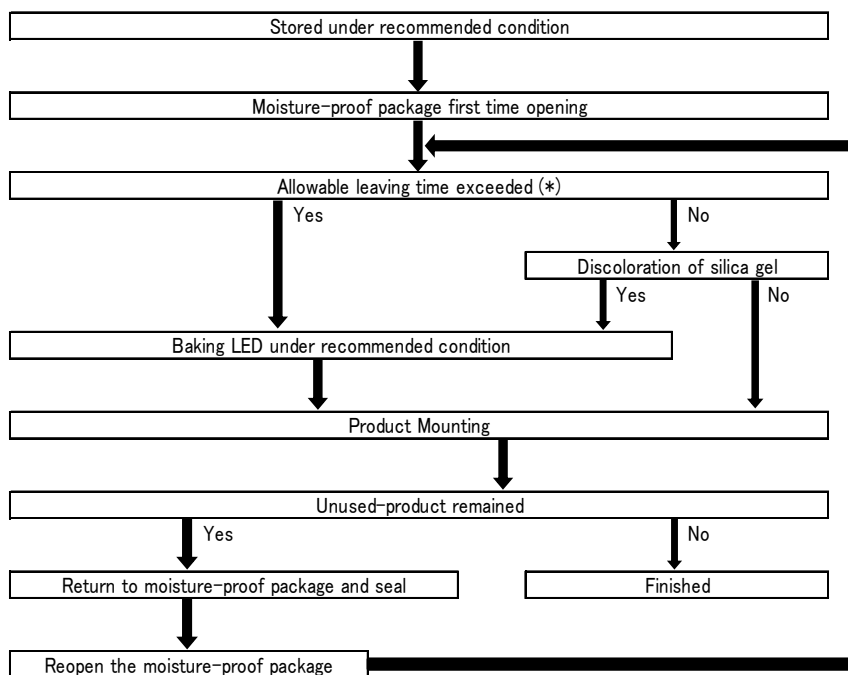 Stored under recommended condition
Moisture-proof package first time opening
Allowable leaving time exceeded (*)
Yes
No
Discoloration of silica gel
Yes
No
Baking LED under recommended condition
Product Mounting
Unused-product remained
Yes
No
Return to moisture-proof package and seal
Finished
Reopen the moisture-proof package